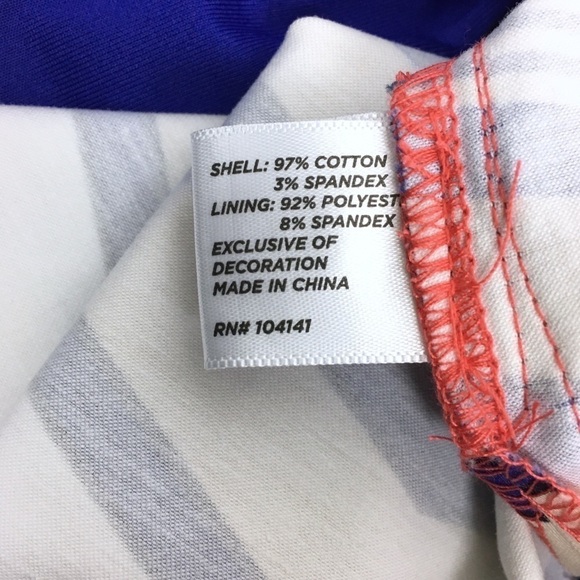 SHELL: 97% COTTON
3% SPANDEX
LINING: 92% POLYEST
8% SPANDEX
EXCLUSIVE OF
DECORATION
MADE IN CHINA
RN# 104141